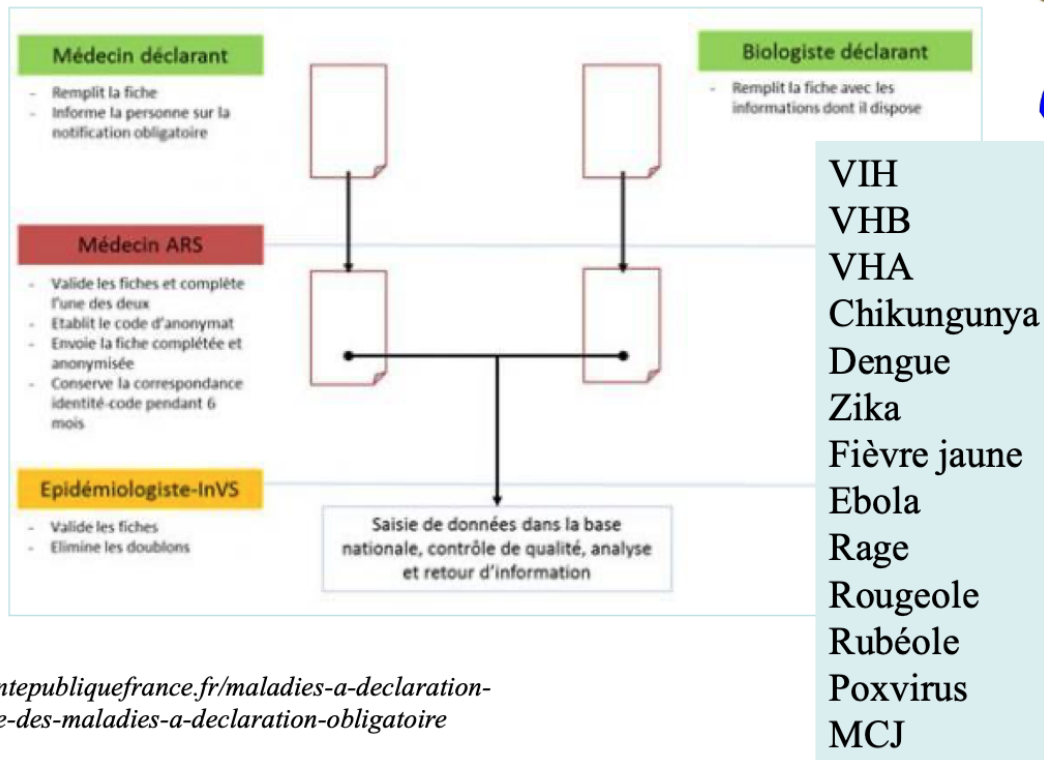 Médecin déclarant
- Remplit la fiche
- Informe la personne sur la
notification obligatoire
Biologiste déclarant
- Remplit la fiche avec les
informations dont il dispose
Médecin ARS
- Valide les fiches et complète
l'une des deux
- Etablit le code d'anonymat
- Envoie la fiche complétée et
anonymisée
- Conserve la correspondance
identité-code pendant 6
mois
Epidémiologiste-InVS
- Valide les fiches
- Elimine les doublons
Saisie de données dans la base
nationale, contrôle de qualité, analyse
et retour d'information
VIH
VHB
VHA
Chikungunya
Dengue
Zika
Fièvre jaune
Ebola
Rage
Rougeole
Rubéole
Poxvirus
MCJ
ntepubliquefrance.fr/maladies-a-declaration-
e-des-maladies-a-declaration-obligatoire